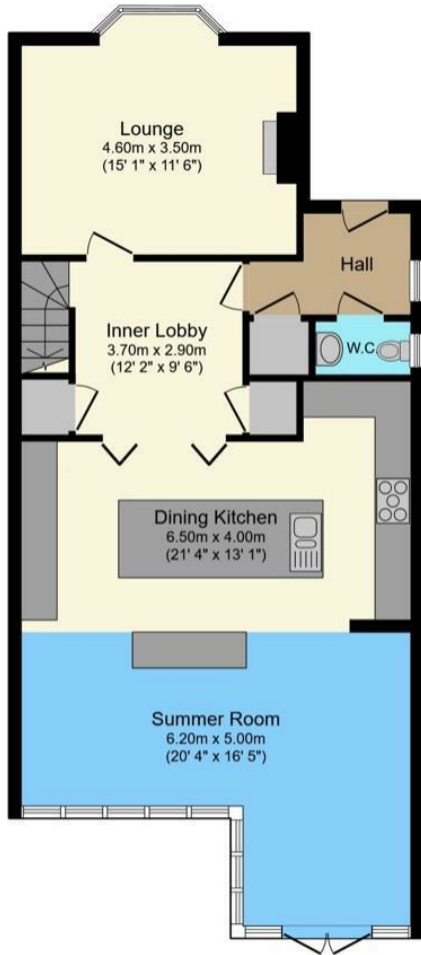 Lounge
4.60m x 3.50m
(15' 1" x 11' 6")
Hall
Inner Lobby
3.70m x 2.90m
(12' 2" x 9' 6")
W.C
Dining Kitchen
6.50m x 4.00m
(21' 4" x 13' 1")
Summer Room
6.20m x 5.00m
(20' 4" x 16' 5")